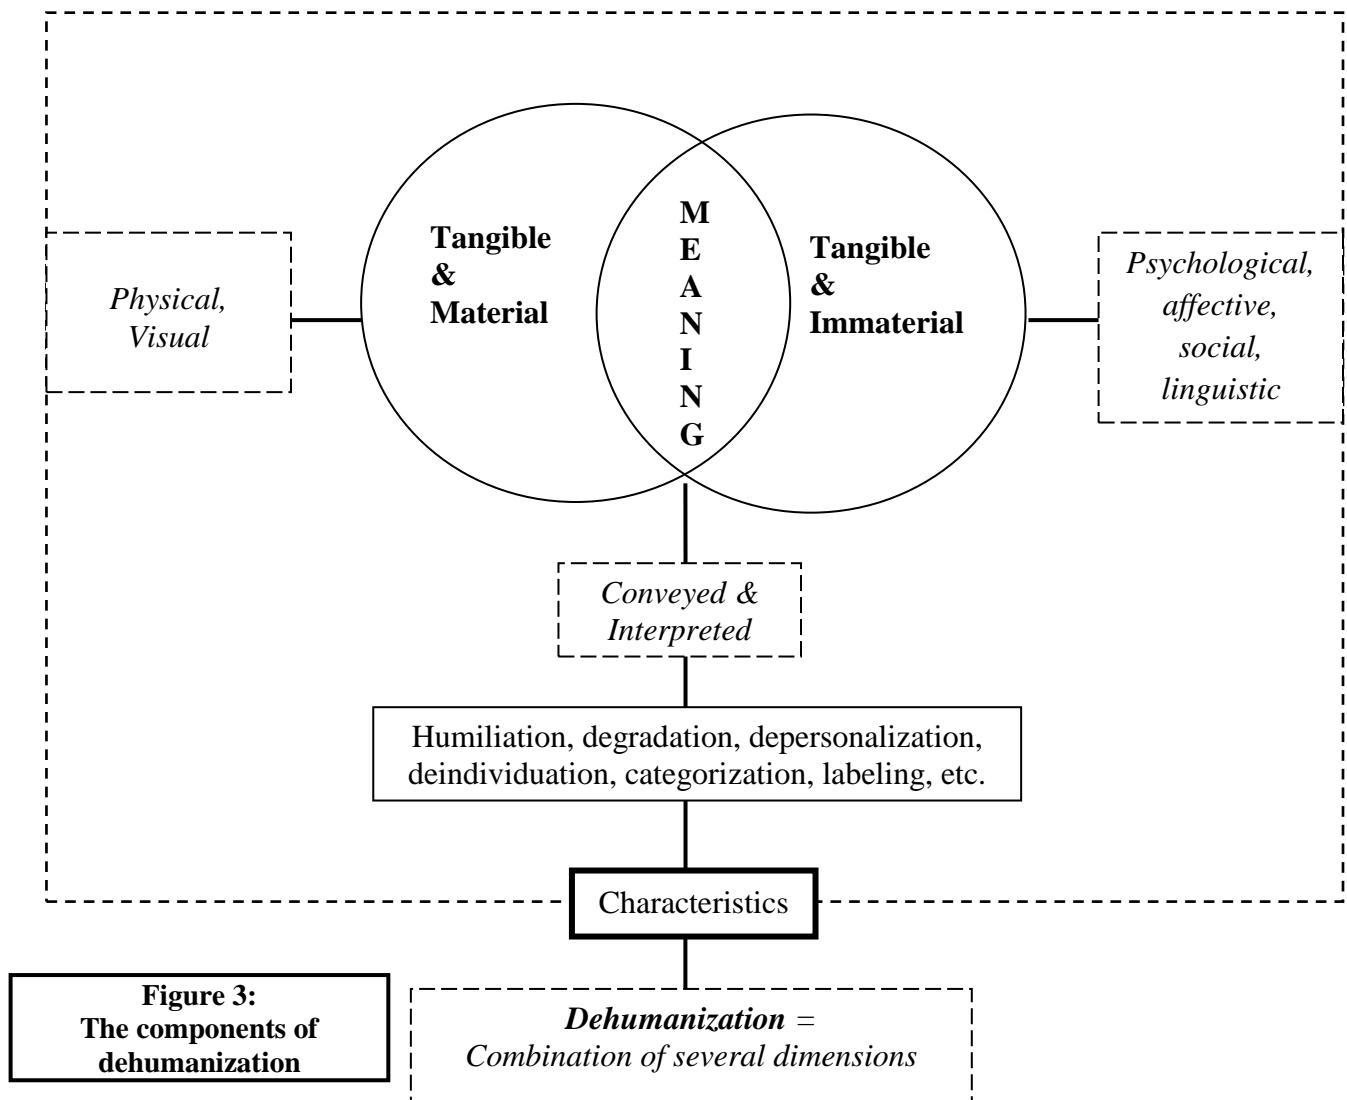 Tangible
&
Material
M
E
A
N
I
N
G
Tangible
&
Immaterial
Physical,
Visual
Psychological,
affective,
social,
linguistic
Conveyed &
Interpreted
Humiliation, degradation, depersonalization,
deindividuation, categorization, labeling, etc.
Characteristics
Dehumanization =
Combination of several dimensions
Figure 3:
The components of
dehumanization